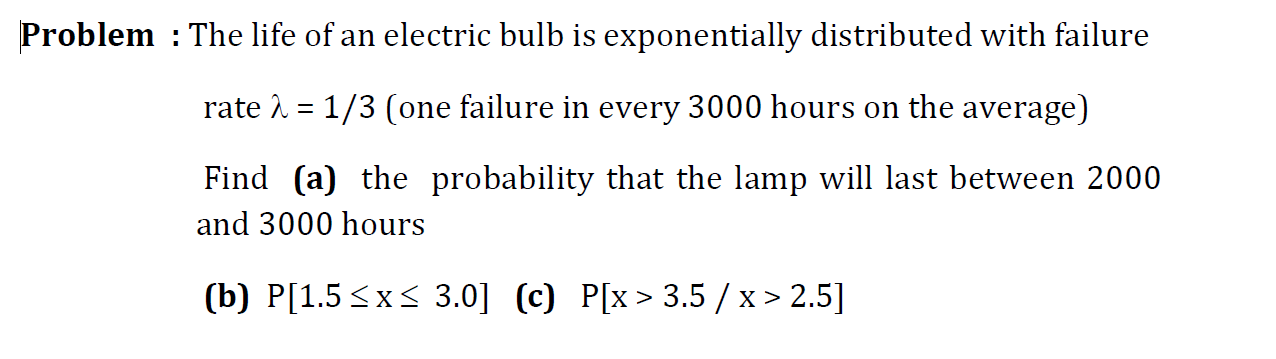 Problem : The life of an electric bulb is exponentially distributed with failure
rate λ = 1/3 (one failure in every 3000 hours on the average)
Find (a) the probability that the lamp will last between 2000
and 3000 hours
(b) P[1.5 ≤ x ≤ 3.0] (c) P[x > 3.5 / x > 2.5]